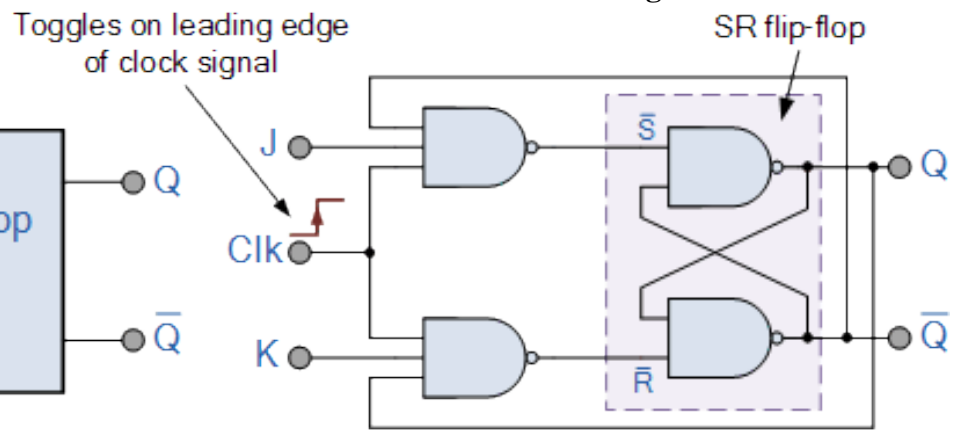 Toggles on leading edge
of clock signal
SR flip-flop
J
S̅
Q
Q
op
Clk
Q̅
Q̅
K
R̅